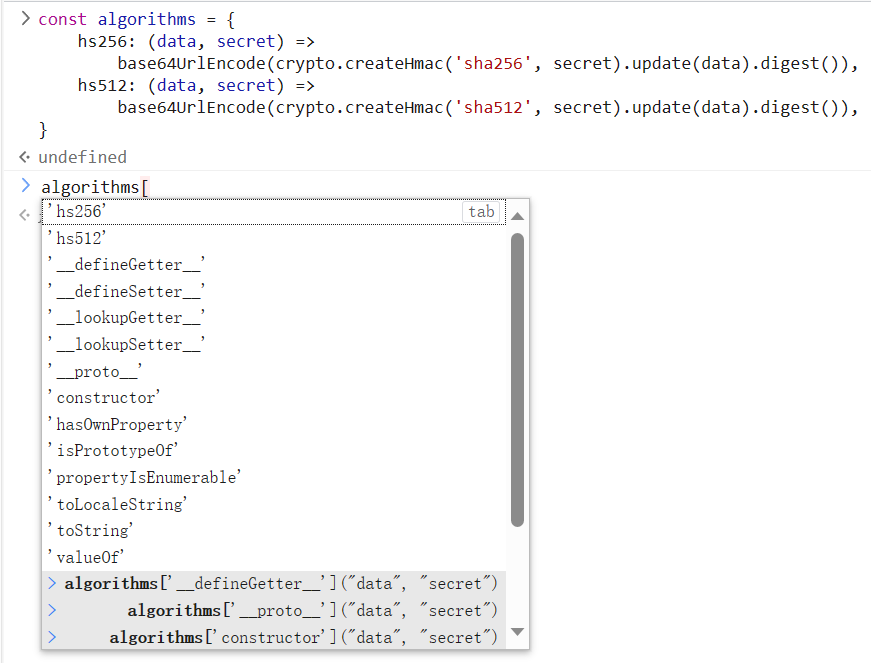 const algorithms = {
hs256: (data, secret) =>
base64UrlEncode(crypto.createHmac('sha256', secret).update(data).digest()),
hs512: (data, secret) =>
base64UrlEncode(crypto.createHmac('sha512', secret).update(data).digest()),
}
undefined
algorithms[
'hs256' tab
'hs512'
'__defineGetter__'
'__defineSetter__'
'__lookupGetter__'
'__lookupSetter__'
'__proto__'
'constructor'
'hasOwnProperty'
'isPrototypeOf'
'propertyIsEnumerable'
'toLocaleString'
'toString'
'valueOf'
algorithms['__defineGetter__']("data", "secret")
algorithms['__proto__']("data", "secret")
algorithms['constructor']("data", "secret")